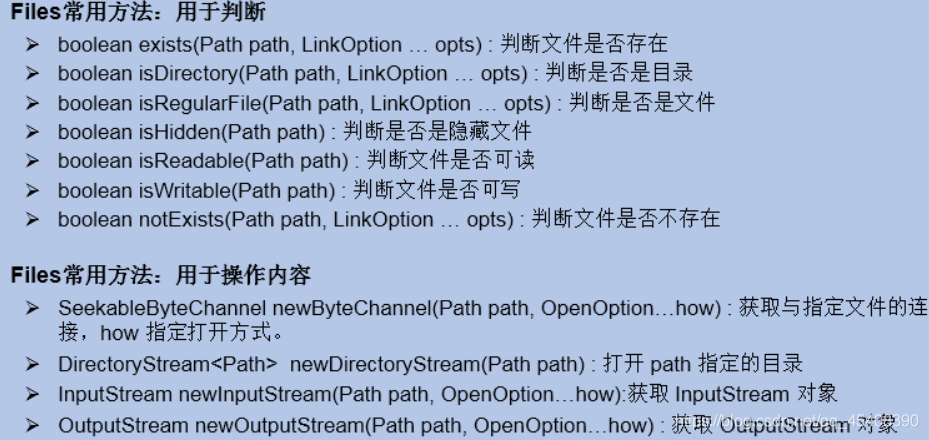 Files常用方法：用于判断
➢ boolean exists(Path path, LinkOption … opts) : 判断文件是否存在
➢ boolean isDirectory(Path path, LinkOption … opts) : 判断是否是目录
➢ boolean isRegularFile(Path path, LinkOption … opts) : 判断是否是文件
➢ boolean isHidden(Path path) : 判断是否是隐藏文件
➢ boolean isReadable(Path path) : 判断文件是否可读
➢ boolean isWritable(Path path) : 判断文件是否可写
➢ boolean notExists(Path path, LinkOption … opts) : 判断文件是否不存在
Files常用方法：用于操作内容
➢ SeekableByteChannel newByteChannel(Path path, OpenOption…how) : 获取与指定文件的连
接，how 指定打开方式。
➢ DirectoryStream<Path>  newDirectoryStream(Path path) : 打开 path 指定的目录
➢ InputStream newInputStream(Path path, OpenOption…how):获取 InputStream 对象
➢ OutputStream newOutputStream(Path path, OpenOption…how) : 获取 OutputStream 对象